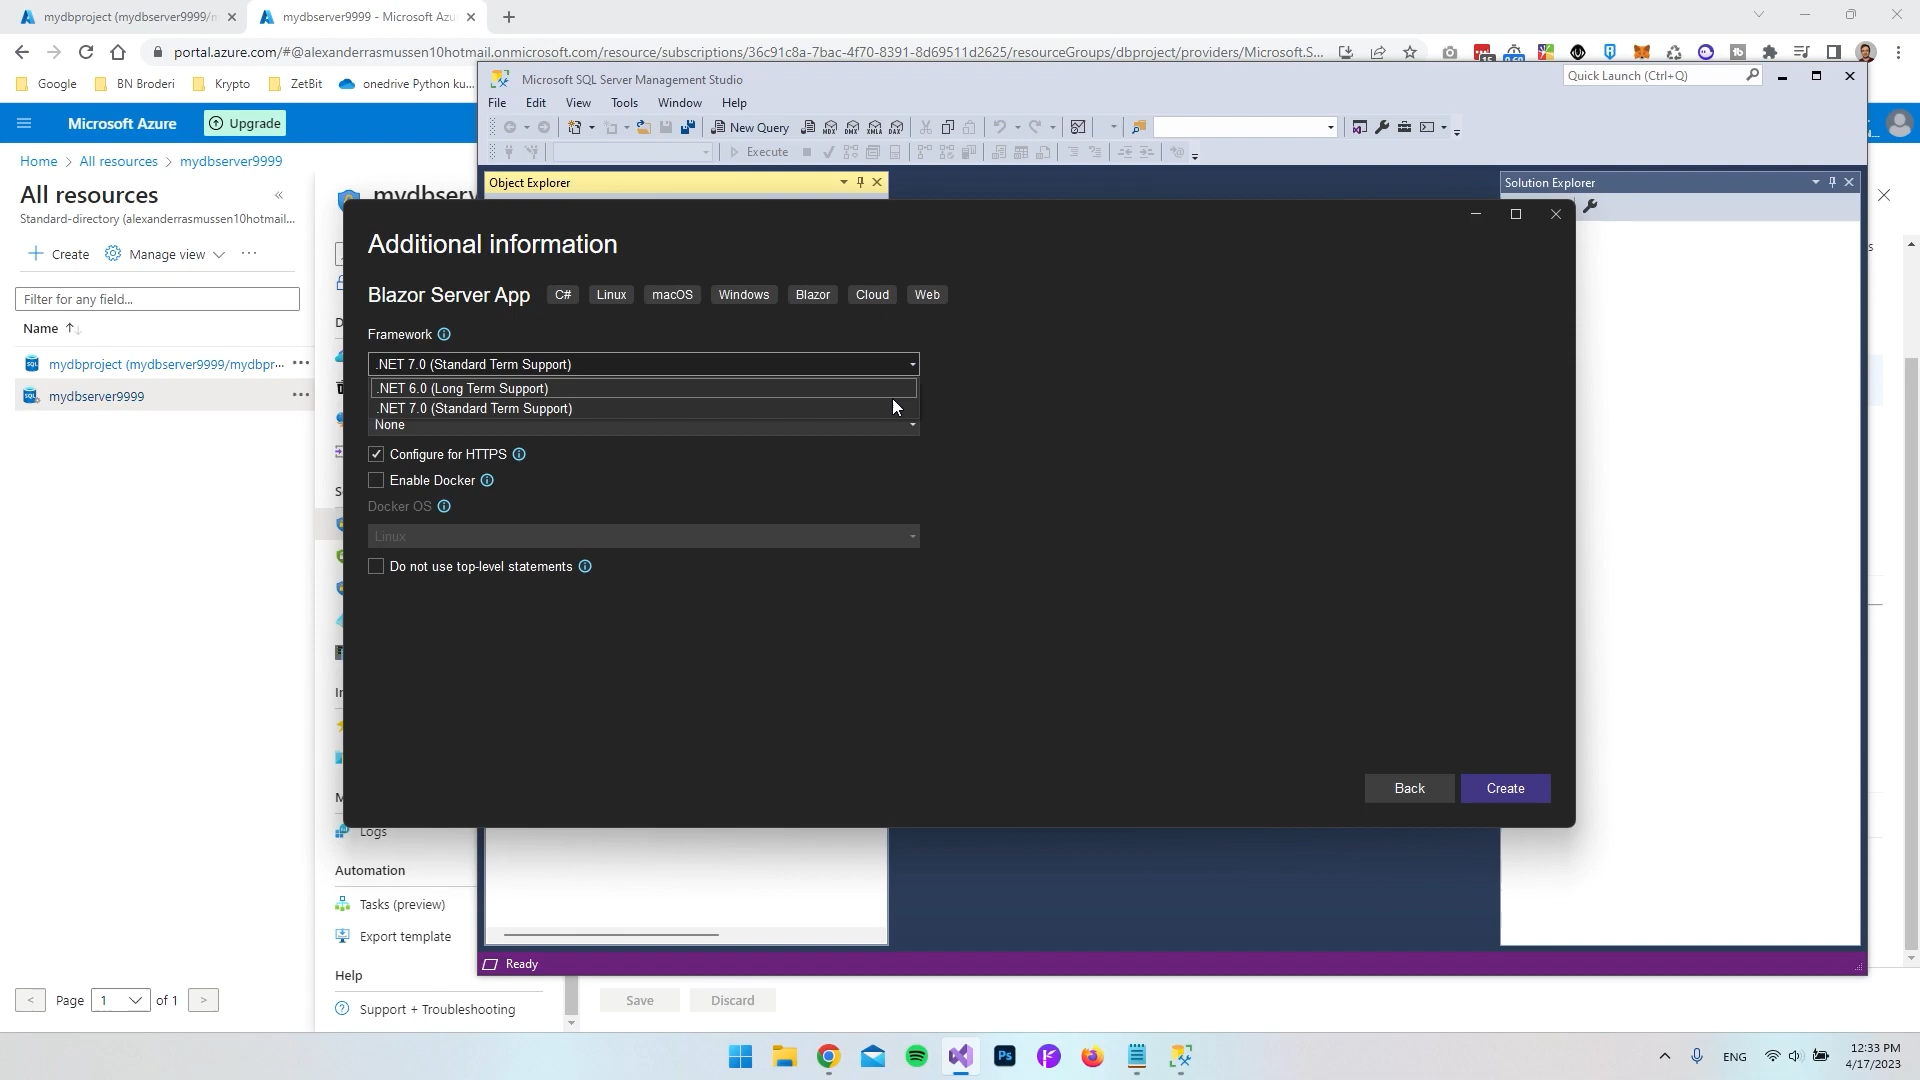 mydbproject (mydbserver9999/m
mydbserver9999 - Microsoft Azu
portal.azure.com/#@alexanderrasmussen10hotmail.onmicrosoft.com/resource/subscriptions/36c91c8a-7bac-4f70-8391-8d69511d2625/resourceGroups/dbproject/providers/Microsoft.S...
Google
BN Broderi
Krypto
ZetBit
onedrive Python ku...
Microsoft SQL Server Management Studio
Quick Launch (Ctrl+Q)
File Edit View Tools Window Help
New Query
Execute
Microsoft Azure
Upgrade
Home > All resources > mydbserver9999
All resources
Standard-directory (alexanderrasmussen10hotmail...
Create
Manage view
Filter for any field...
Name
mydbproject (mydbserver9999/mydbpr...
mydbserver9999
mydbserv
Object Explorer
Solution Explorer
Additional information
Blazor Server App
C# Linux macOS Windows Blazor Cloud Web
Framework
.NET 7.0 (Standard Term Support)
.NET 6.0 (Long Term Support)
.NET 7.0 (Standard Term Support)
None
Configure for HTTPS
Enable Docker
Docker OS
Linux
Do not use top-level statements
Back
Create
Logs
Automation
Tasks (preview)
Export template
Help
Support + Troubleshooting
Ready
Save
Discard
< Page 1 of 1 >
Ps
ENG
12:33 PM
4/17/2023